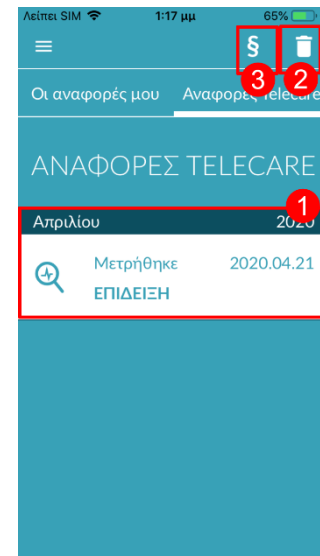 Λείπει SIM 1:17 μμ 65%
§
3 2
Οι αναφορές μου Αναφορές Telecare
ΑΝΑΦΟΡΕΣ TELECARE
1
Απριλίου 2020
Μετρήθηκε 2020.04.21
ΕΠΙΔΕΙΞΗ